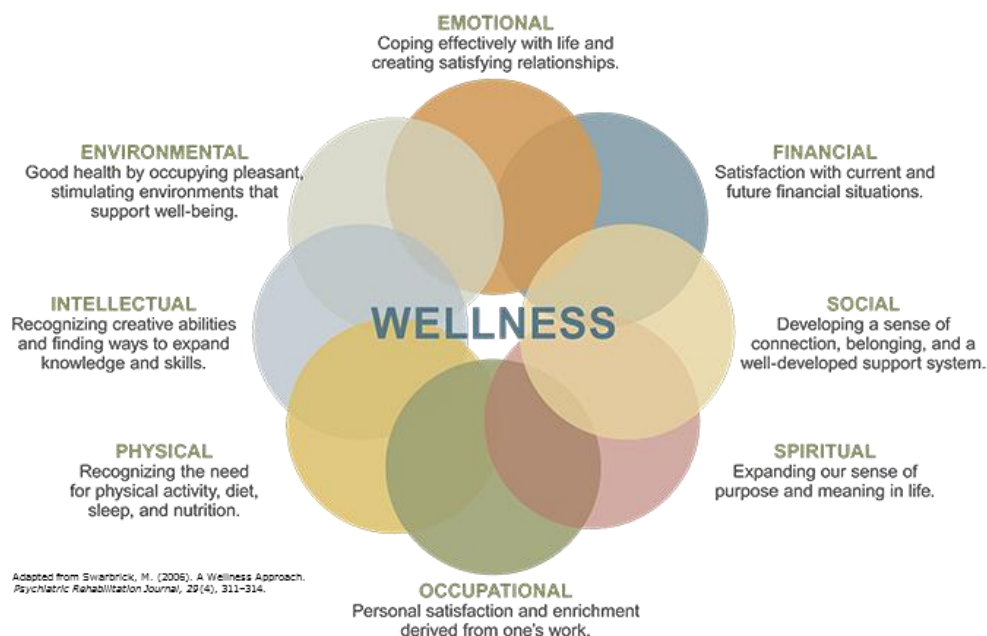 EMOTIONAL
Coping effectively with life and
creating satisfying relationships.
ENVIRONMENTAL
Good health by occupying pleasant,
stimulating environments that
support well-being.
FINANCIAL
Satisfaction with current and
future financial situations.
INTELLECTUAL
Recognizing creative abilities
and finding ways to expand
knowledge and skills.
WELLNESS
SOCIAL
Developing a sense of
connection, belonging, and a
well-developed support system.
PHYSICAL
Recognizing the need
for physical activity, diet,
sleep, and nutrition.
SPIRITUAL
Expanding our sense of
purpose and meaning in life.
Adapted from Swarbrick, M. (2006). A Wellness Approach.
Psychiatric Rehabilitation Journal, 29(4), 311–314.
OCCUPATIONAL
Personal satisfaction and enrichment
derived from one's work.